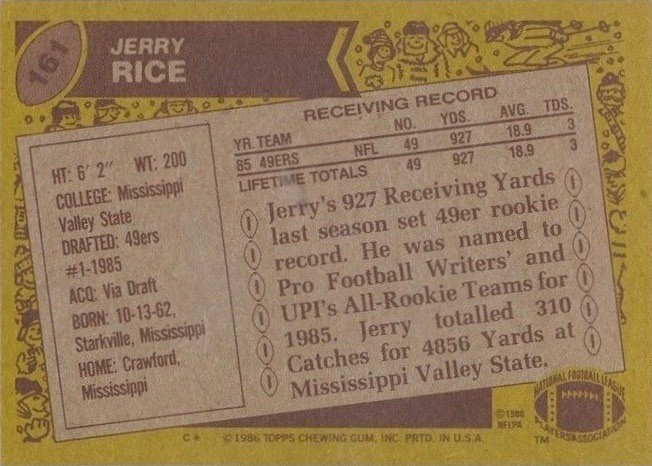 161
JERRY
RICE
HT: 6' 2" WT: 200
COLLEGE: Mississippi
Valley State
DRAFTED: 49ers
#1-1985
ACQ: Via Draft
BORN: 10-13-62,
Starkville, Mississippi
HOME: Crawford,
Mississippi
RECEIVING RECORD
YR. TEAM NO. YDS. AVG. TDS.
85 49ERS NFL 49 927 18.9 3
LIFETIME TOTALS 49 927 18.9 3
Jerry's 927 Receiving Yards
last season set 49er rookie
record. He was named to
Pro Football Writers' and
UPI's All-Rookie Teams for
1985. Jerry totalled 310
Catches for 4856 Yards at
Mississippi Valley State.
©1986
NFLPA
NATIONAL FOOTBALL LEAGUE
PLAYERS ASSOCIATION
TM
C* ©1986 TOPPS CHEWING GUM, INC. PRTD. IN U.S.A.